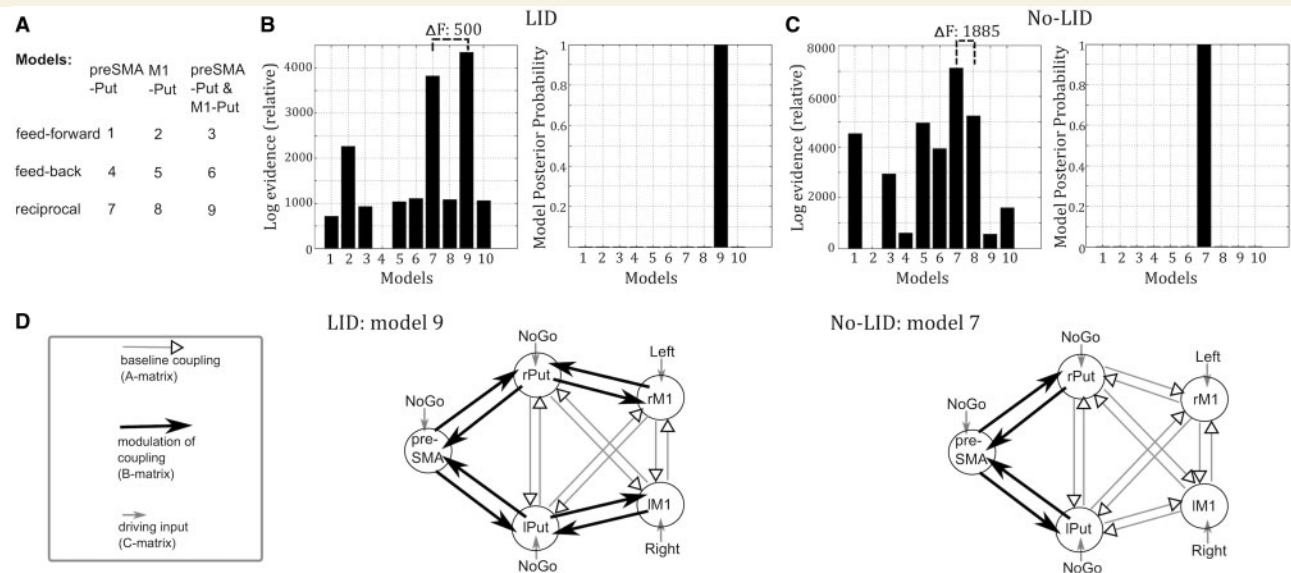 A
Models:
preSMA M1 preSMA
-Put -Put -Put &
M1-Put
feed-forward 1 2 3
feed-back 4 5 6
reciprocal 7 8 9
B
LID
ΔF: 500
Log evidence (relative)
4000
3000
2000
1000
0
1 2 3 4 5 6 7 8 9 10
Models
Model Posterior Probability
1
0.8
0.6
0.4
0.2
1 2 3 4 5 6 7 8 9 10
Models
C
No-LID
ΔF: 1885
Log evidence (relative)
8000
6000
4000
2000
0
1 2 3 4 5 6 7 8 9 10
Models
Model Posterior Probability
1
0.8
0.6
0.4
0.2
1 2 3 4 5 6 7 8 9 10
Models
D
baseline coupling
(A-matrix)
modulation of
coupling
(B-matrix)
driving input
(C-matrix)
LID: model 9
NoGo
Left
rPut
rM1
NoGo
pre-
SMA
lPut
lM1
NoGo
Right
No-LID: model 7
NoGo
Left
rPut
rM1
NoGo
pre-
SMA
lPut
lM1
NoGo
Right